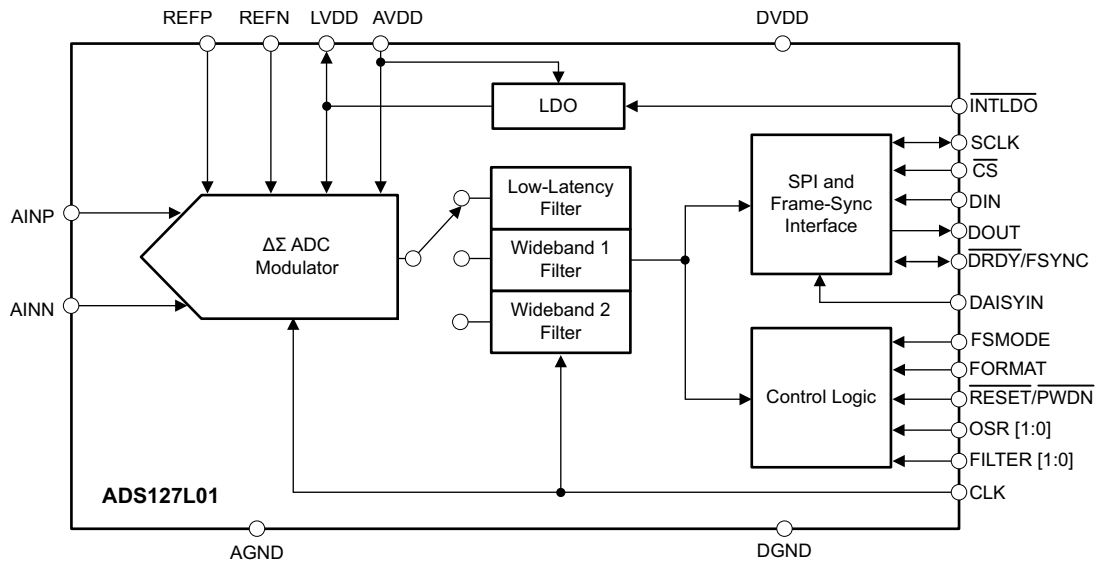 REFP REFN LVDD AVDD DVDD
LDO
INTLDO
SCLK
CS
DIN
DOUT
DRDY/FSYNC
DAISYIN
SPI and
Frame-Sync
Interface
Low-Latency
Filter
Wideband 1
Filter
Wideband 2
Filter
AINP
AINN
ΔΣ ADC
Modulator
FSMODE
FORMAT
RESET/PWDN
OSR [1:0]
FILTER [1:0]
CLK
Control Logic
ADS127L01
AGND
DGND